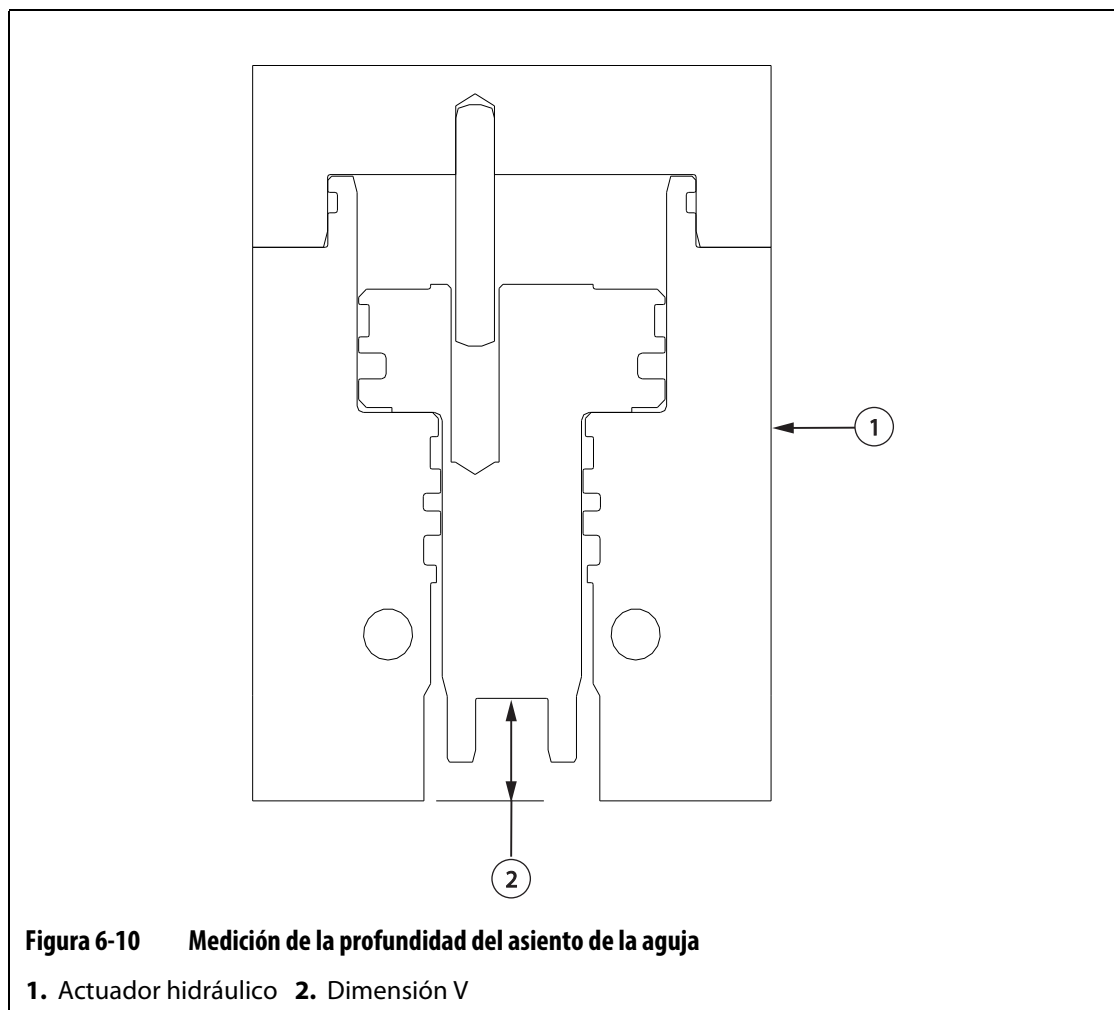 1
2
Figura 6-10 Medición de la profundidad del asiento de la aguja
1. Actuador hidráulico 2. Dimensión V